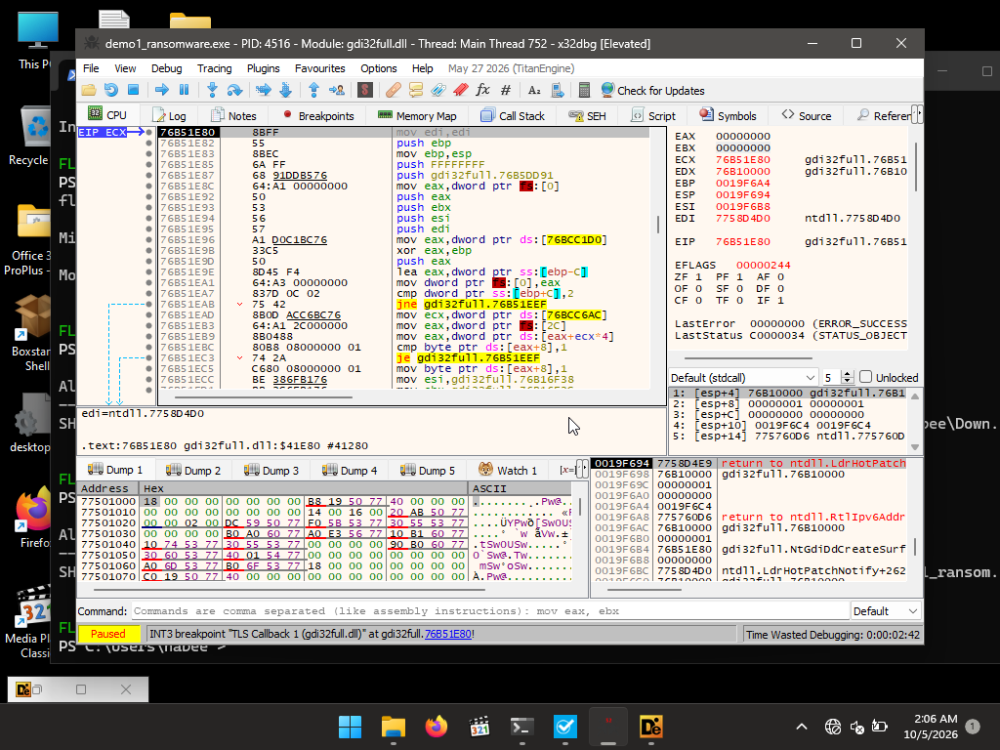 This P
Recycle
Office 3
ProPlus -
Boxstar
Shell
desktop
Firefo
Media Pl
Classi
demo1_ransomware.exe - PID: 4516 - Module: gdi32full.dll - Thread: Main Thread 752 - x32dbg [Elevated]
File View Debug Tracing Plugins Favourites Options Help May 27 2026 (TitanEngine)
Check for Updates
CPU Log Notes Breakpoints Memory Map Call Stack SEH Script Symbols Source Referen
EIP ECX
76B51E80 8BFF mov edi,edi
76B51E82 55 push ebp
76B51E83 8BEC mov ebp,esp
76B51E85 6A FF push FFFFFFFF
76B51E87 68 91DDB576 push gdi32full.76B5DD91
76B51E8C 64:A1 00000000 mov eax,dword ptr fs:[0]
76B51E92 50 push eax
76B51E93 53 push ebx
76B51E94 56 push esi
76B51E95 57 push edi
76B51E96 A1 D0C1BC76 mov eax,dword ptr ds:[76BCC1D0]
76B51E9B 33C5 xor eax,ebp
76B51E9D 50 push eax
76B51E9E 8D45 F4 lea eax,dword ptr ss:[ebp-C]
76B51EA1 64:A3 00000000 mov dword ptr fs:[0],eax
76B51EA7 837D 0C 02 cmp dword ptr ss:[ebp+C],2
76B51EAB 75 42 jne gdi32full.76B51EEF
76B51EAD 8B0D ACC6BC76 mov ecx,dword ptr ds:[76BCC6AC]
76B51EB3 64:A1 2C000000 mov eax,dword ptr fs:[2C]
76B51EB9 8B0488 mov eax,dword ptr ds:[eax+ecx*4]
76B51EBC 80B8 08000000 01 cmp byte ptr ds:[eax+8],1
76B51EC3 74 2A je gdi32full.76B51EEF
76B51EC5 C680 08000000 01 mov byte ptr ds:[eax+8],1
76B51ECC BE 386FB176 mov esi,gdi32full.76B16F38
EAX 00000000
EBX 00000000
ECX 76B51E80 gdi32full.76B51
EDX 76B10000 gdi32full.76B10
EBP 0019F6A4
ESP 0019F694
ESI 0019F6B8
EDI 7758D4D0 ntdll.7758D4D0
EIP 76B51E80 gdi32full.76B51
EFLAGS 00000244
ZF 1 PF 1 AF 0
OF 0 SF 0 DF 0
CF 0 TF 0 IF 1
LastError 00000000 (ERROR_SUCCESS
LastStatus C0000034 (STATUS_OBJECT
Default (stdcall) 5 Unlocked
1: [esp+4] 76B10000 gdi32full.76B1
2: [esp+8] 00000001 00000001
3: [esp+C] 00000000 00000000
4: [esp+10] 0019F6C4 0019F6C4
5: [esp+14] 775760D6 ntdll.775760D
edi=ntdll.7758D4D0
.text:76B51E80 gdi32full.dll:$41E80 #41280
Dump 1 Dump 2 Dump 3 Dump 4 Dump 5 Watch 1 [x=
Address Hex ASCII
77501000 18 00 00 00 00 00 00 00 B8 19 50 77 40 00 00 00
77501010 00 00 00 00 00 00 00 00 14 00 16 00 20 AB 50 77
77501020 00 00 02 00 DC 59 50 77 F0 5B 53 77 30 55 53 77
77501030 00 00 00 00 B0 A0 60 77 A0 E3 56 77 10 B1 60 77
77501040 10 74 53 77 30 55 53 77 00 00 00 00 90 B0 60 77
77501050 30 60 53 77 40 01 54 77 00 00 00 00 00 00 00 00
77501060 A0 6D 53 77 B0 6F 53 77 18 00 00 00 00 00 00 00
77501070 C0 19 50 77 40 00 00 00 00 00 00 00 00 00 00 00
0019F694 7758D4E9 return to ntdll.LdrHotPatch
0019F698 76B10000 gdi32full.76B10000
0019F69C 00000001
0019F6A0 00000000
0019F6A4 0019F6C4
0019F6A8 775760D6 return to ntdll.RtlIpv6Addr
0019F6AC 76B10000 gdi32full.76B10000
0019F6B0 00000001
0019F6B4 76B51E80 gdi32full.NtGdiDdCreateSurf
0019F6B8 00000000
0019F6BC 7758D4D0 ntdll.LdrHotPatchNotify+262
Command: Commands are comma separated (like assembly instructions): mov eax, ebx Default
Paused INT3 breakpoint "TLS Callback 1 (gdi32full.dll)" at gdi32full.76B51E80! Time Wasted Debugging: 0:00:02:42
In
FL
PS
fl
Mi
Mo
FL
PS
Al
--
SH
bee\Down.
FL
PS
Al
--
SH
1_ransom.
FL
PS C:\Users\nabee >
321
2:06 AM
10/5/2026
1